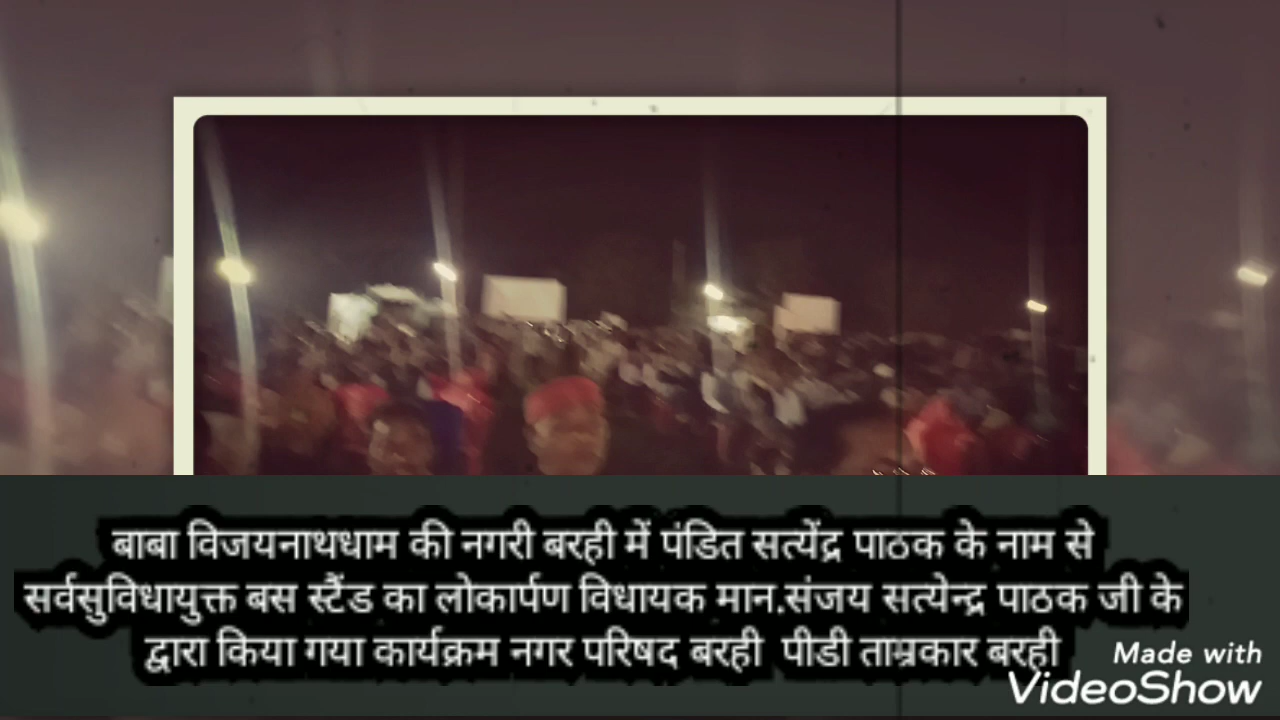 बाबा विजयनाथधाम की नगरी बरही में पंडित सत्येंद्र पाठक के नाम से
सर्वसुविधायुक्त बस स्टैंड का लोकार्पण विधायक मान.संजय सत्येन्द्र पाठक जी के
द्वारा किया गया कार्यक्रम नगर परिषद बरही पीडी ताम्रकार बरही
Made with
VideoShow